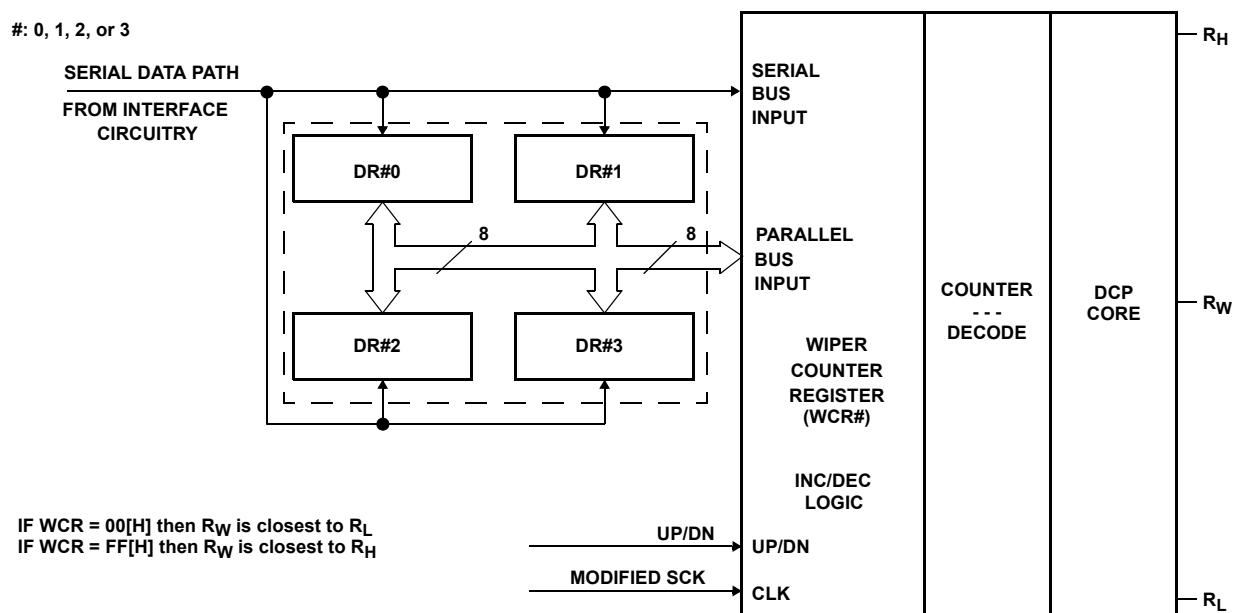 #: 0, 1, 2, or 3
SERIAL DATA PATH
FROM INTERFACE
CIRCUITRY
DR#0
DR#1
8
8
DR#2
DR#3
SERIAL
BUS
INPUT
PARALLEL
BUS
INPUT
WIPER
COUNTER
REGISTER
(WCR#)
INC/DEC
LOGIC
COUNTER
- - -
DECODE
DCP
CORE
RH
RW
RL
IF WCR = 00[H] then RW is closest to RL
IF WCR = FF[H] then RW is closest to RH
UP/DN
UP/DN
MODIFIED SCK
CLK